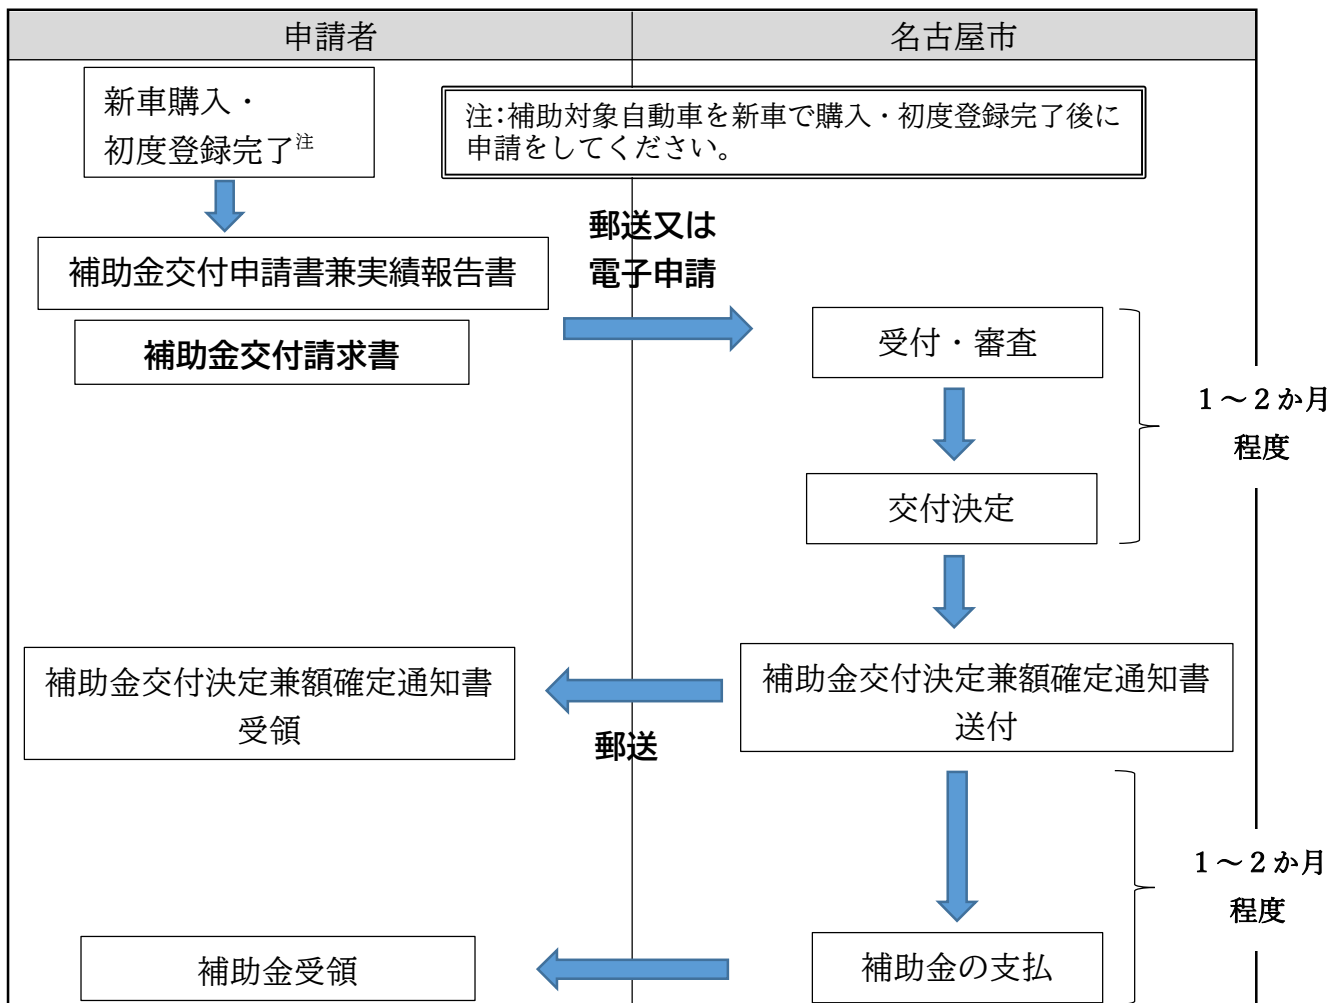 申請者
名古屋市
新車購入・
初度登録完了注
注：補助対象自動車を新車で購入・初度登録完了後に
申請をしてください。
郵送又は
電子申請
補助金交付申請書兼実績報告書
補助金交付請求書
受付・審査
１～２か月
程度
交付決定
補助金交付決定兼額確定通知書
送付
郵送
補助金交付決定兼額確定通知書
受領
１～２か月
程度
補助金の支払
補助金受領